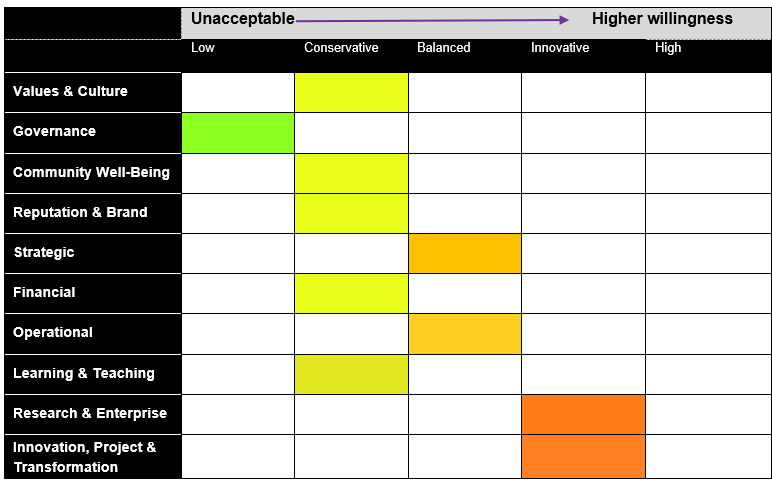 Unacceptable Higher willingness
Low Conservative Balanced Innovative High
Values & Culture
Governance
Community Well-Being
Reputation & Brand
Strategic
Financial
Operational
Learning & Teaching
Research & Enterprise
Innovation, Project &
Transformation